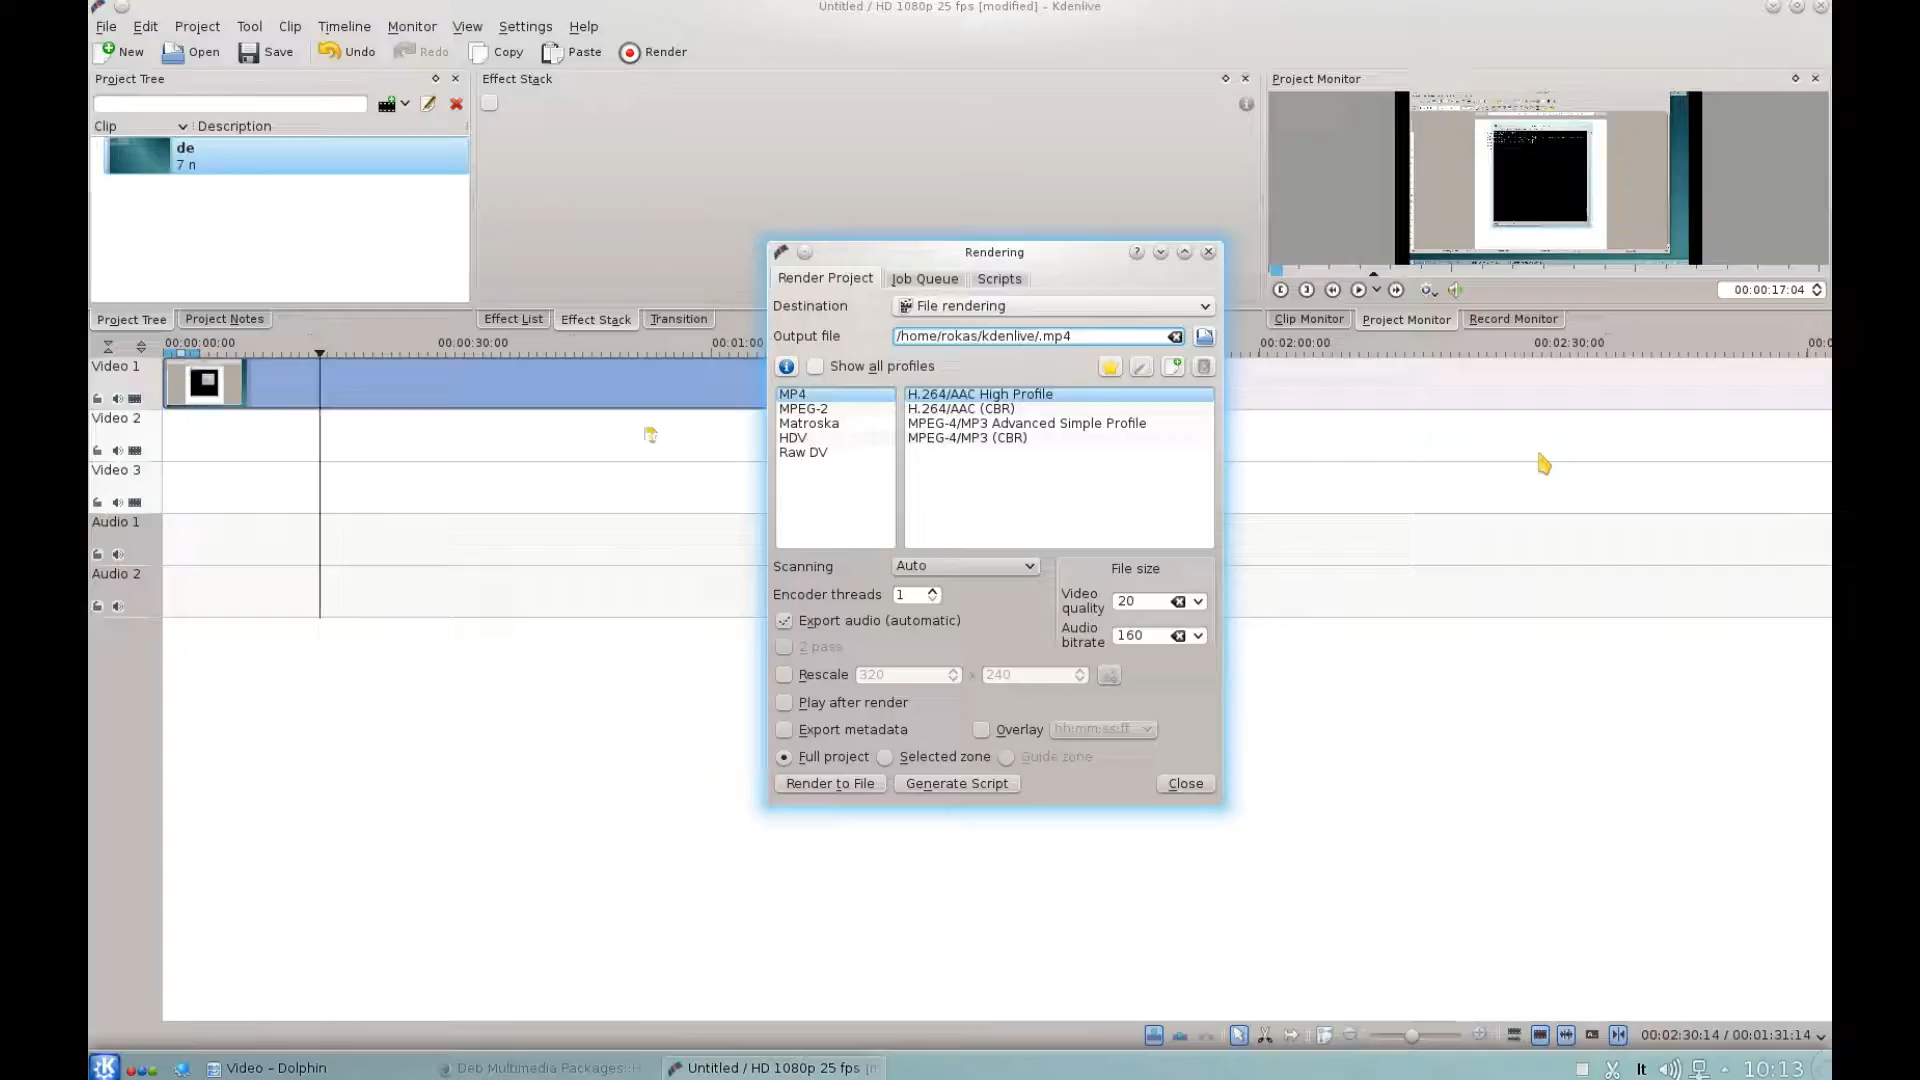 Untitled / HD 1080p 25 fps [modified] – Kdenlive
File Edit Project Tool Clip Timeline Monitor View Settings Help
New Open Save Undo Redo Copy Paste Render
Project Tree
Effect Stack
Project Monitor
Clip Description
de
7 n
Rendering
Render Project Job Queue Scripts
Destination File rendering
Output file /home/rokas/kdenlive/.mp4
Show all profiles
MP4
MPEG-2
Matroska
HDV
Raw DV
H.264/AAC High Profile
H.264/AAC (CBR)
MPEG-4/MP3 Advanced Simple Profile
MPEG-4/MP3 (CBR)
Scanning Auto
Encoder threads 1
Export audio (automatic)
2 pass
File size
Video quality 20
Audio bitrate 160
Rescale 320 x 240
Play after render
Export metadata Overlay hh:mm:ss:ff
Full project Selected zone Guide zone
Render to File Generate Script Close
00:00:17:04
Project Tree Project Notes
Effect List Effect Stack Transition
Clip Monitor Project Monitor Record Monitor
00:00:00:00 00:00:30:00 00:01:00 00:02:00:00 00:02:30:00 00:0
Video 1
Video 2
Video 3
Audio 1
Audio 2
00:02:30:14 / 00:01:31:14
Video – Dolphin
Deb Multimedia Packages::
Untitled / HD 1080p 25 fps [m
lt
10:13